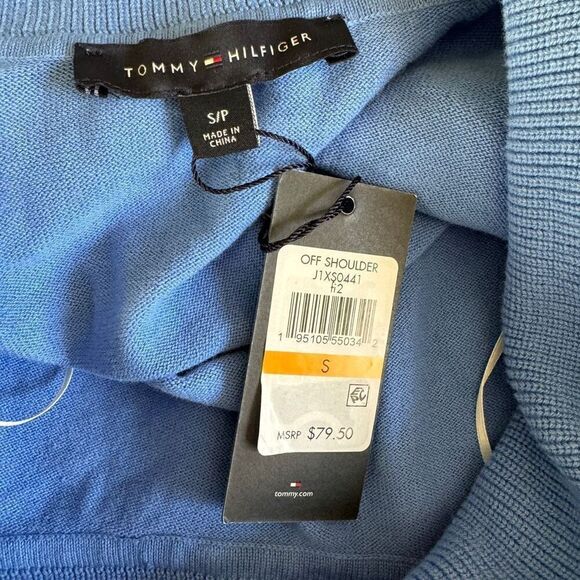 TOMMY HILFIGER
S/P
MADE IN
CHINA
OFF SHOULDER
J1XS0441
fi2
1 95105 55034 2
S
MSRP $79.50
tommy.com